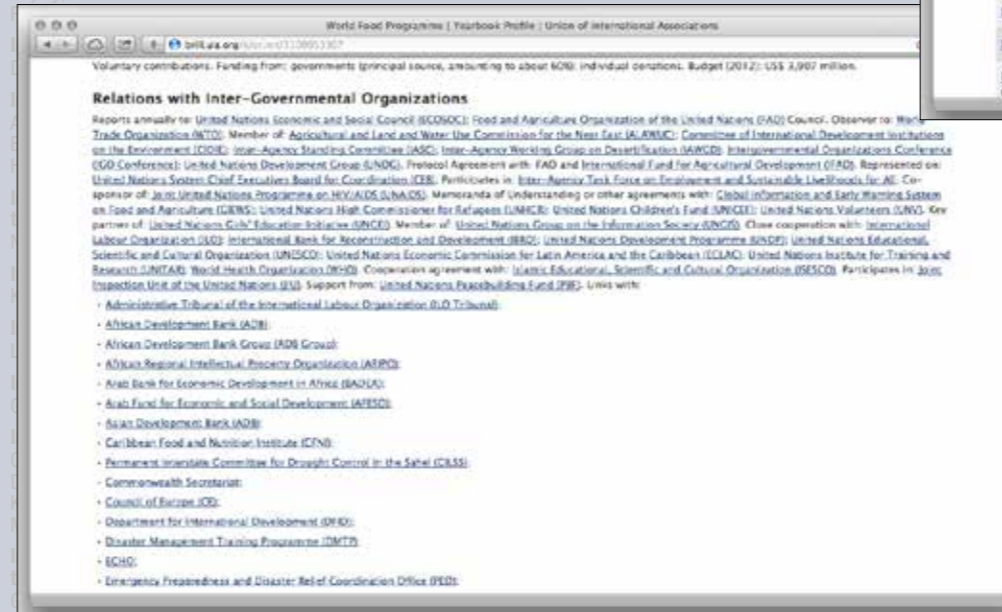 World Food Programme | Yearbook Profile | Union of International Associations
brill.uia.org
Voluntary contributions. Funding from: governments (principal source, amounting to about 60%); individual donations. Budget (2012): US$ 3,907 million.
Relations with Inter-Governmental Organizations
Reports annually to: United Nations Economic and Social Council (ECOSOC); Food and Agriculture Organization of the United Nations (FAO) Council. Observer to: World
Trade Organization (WTO). Member of: Agricultural and Land and Water Use Commission for the Near East (ALAWUC); Committee of International Development Institutions
on the Environment (CIDIE); Inter-Agency Standing Committee (IASC); Inter-Agency Working Group on Desertification (IAWGD); Intergovernmental Organizations Conference
(IGO Conference); United Nations Development Group (UNDG). Protocol Agreement with: FAO and International Fund for Agricultural Development (IFAD). Represented on:
United Nations System Chief Executives Board for Coordination (CEB). Participates in: Inter-Agency Task Force on Employment and Sustainable Livelihoods for All. Co-
sponsor of: Joint United Nations Programme on HIV/AIDS (UNAIDS). Memoranda of Understanding or other agreements with: Global Information and Early Warning System
on Food and Agriculture (GIEWS); United Nations High Commissioner for Refugees (UNHCR); United Nations Children's Fund (UNICEF); United Nations Volunteers (UNV). Key
partner of: United Nations Girls' Education Initiative (UNGEI). Member of: United Nations Group on the Information Society (UNGIS). Close cooperation with: International
Labour Organization (ILO); International Bank for Reconstruction and Development (IBRD); United Nations Development Programme (UNDP); United Nations Educational,
Scientific and Cultural Organization (UNESCO); United Nations Economic Commission for Latin America and the Caribbean (ECLAC); United Nations Institute for Training and
Research (UNITAR); World Health Organization (WHO). Cooperation agreement with: Islamic Educational, Scientific and Cultural Organization (ISESCO). Participates in: Joint
Inspection Unit of the United Nations (JIU). Support from: United Nations Peacebuilding Fund (PBF). Links with:
• Administrative Tribunal of the International Labour Organization (ILO Tribunal);
• African Development Bank (ADB);
• African Development Bank Group (ADB Group);
• African Regional Intellectual Property Organization (ARIPO);
• Arab Bank for Economic Development in Africa (BADEA);
• Arab Fund for Economic and Social Development (AFESD);
• Asian Development Bank (ADB);
• Caribbean Food and Nutrition Institute (CFNI);
• Permanent Interstate Committee for Drought Control in the Sahel (CILSS);
• Commonwealth Secretariat;
• Council of Europe (CE);
• Department for International Development (DFID);
• Disaster Management Training Programme (DMTP);
• ECHO;
• Emergency Preparedness and Disaster Relief Coordination Office (PED);